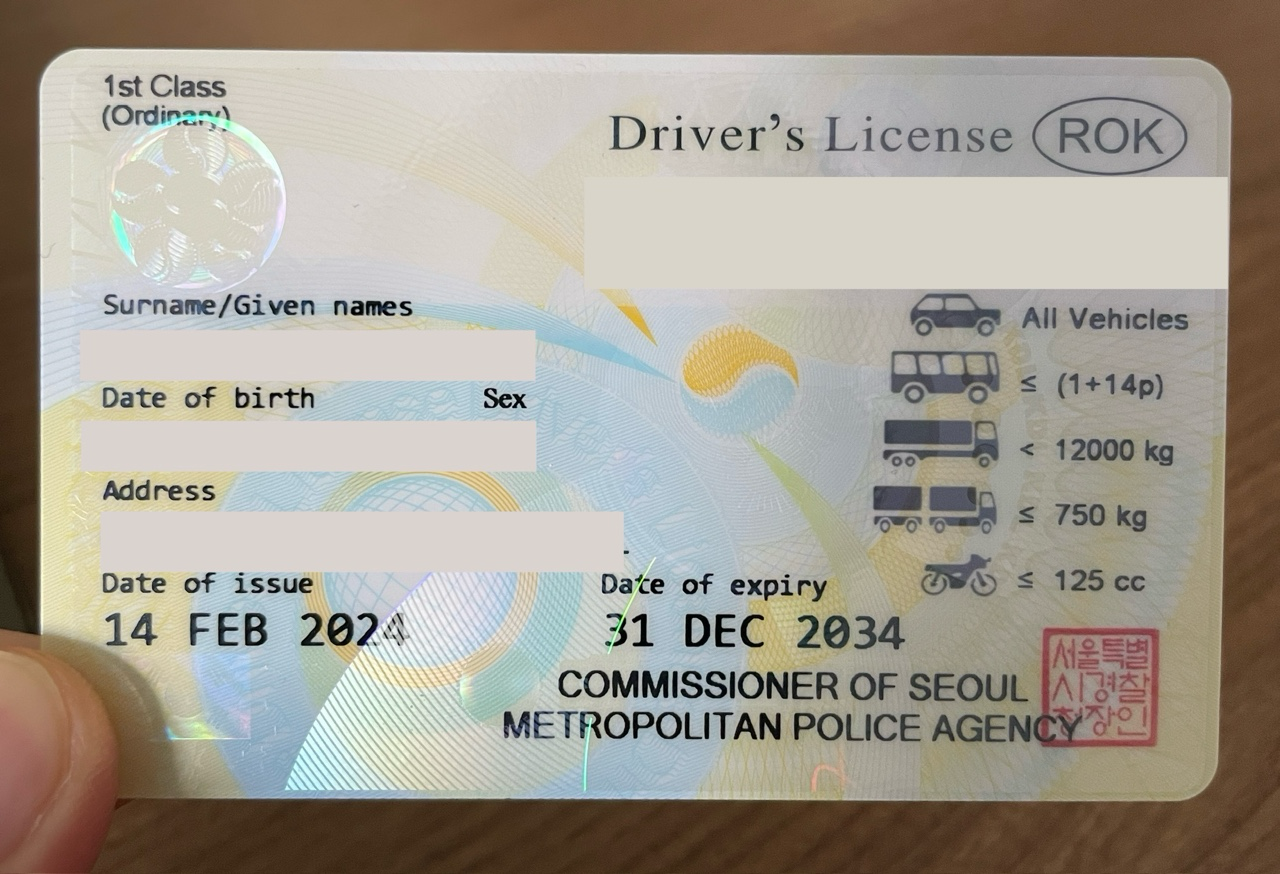 1st Class
(Ordinary)
Driver's License ROK
Surname/Given names
All Vehicles
≤ (1+14p)
Date of birth Sex
< 12000 kg
Address
≤ 750 kg
Date of issue Date of expiry
≤ 125 cc
14 FEB 2024 31 DEC 2034
COMMISSIONER OF SEOUL
METROPOLITAN POLICE AGENCY
서울특별
시경찰
청장인